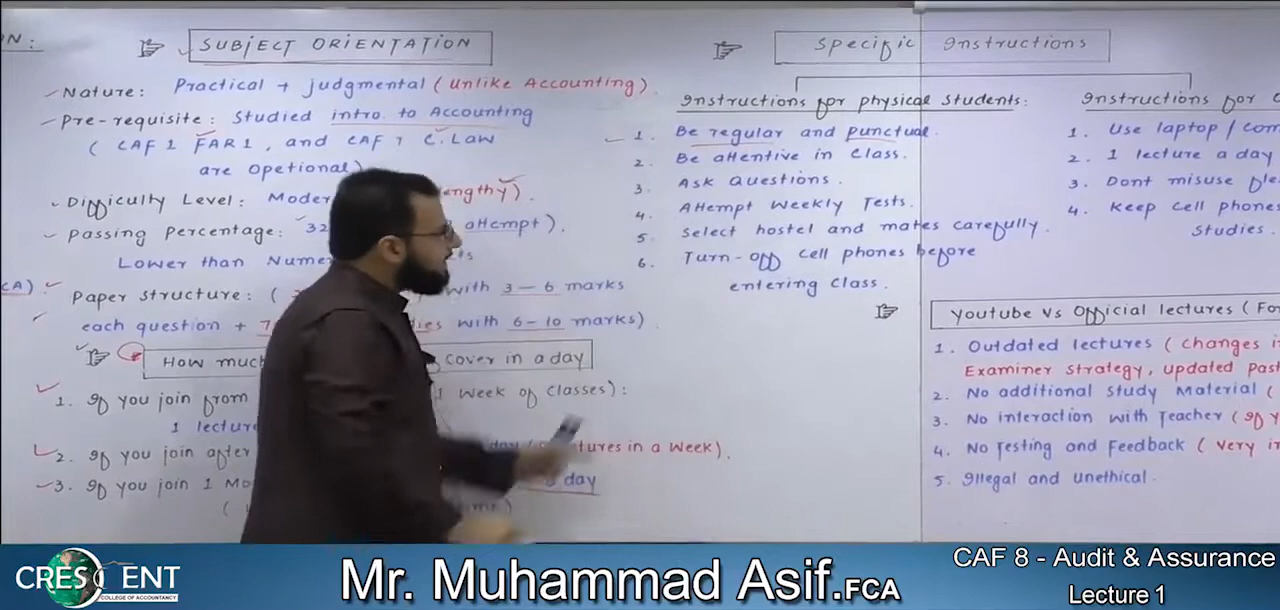 ON:
SUBJECT ORIENTATION
Nature: Practical + judgmental (unlike Accounting).
Pre-requisite: Studied intro. to Accounting
( CAF 1 FAR 1, and CAF 7 C. Law
are opetional)
Difficulty Level: Moder lengthy).
Passing Percentage: 32 attempt).
Lower than Nume
CA).
Paper structure: ( with 3-6 marks
each question + 7 with 6-10 marks)
How much cover in a day
1. If you join from 1 week of classes):
1 lecture
2. If you join after day lectures in a week).
3. If you join 1 Mo day
Specific Instructions
Instructions for physical students:
1. Be regular and punctual.
2. Be attentive in class.
3. Ask Questions.
4. Attempt Weekly Tests.
5. Select hostel and mates carefully.
6. Turn-off cell phones before
entering class.
Instructions for
1. Use laptop / com
2. 1 lecture a day
3. Dont misuse
4. Keep cell phones
studies.
Youtube Vs Official lectures (Fo
1. Outdated lectures (changes i
Examiner strategy, updated past
2. No additional study Material (
3. No interaction with Teacher (If y
4. No Testing and Feedback (Very i
5. Illegal and unethical.
CRESCENT
COLLEGE OF ACCOUNTANCY
Mr. Muhammad Asif.FCA
CAF 8 - Audit & Assurance
Lecture 1